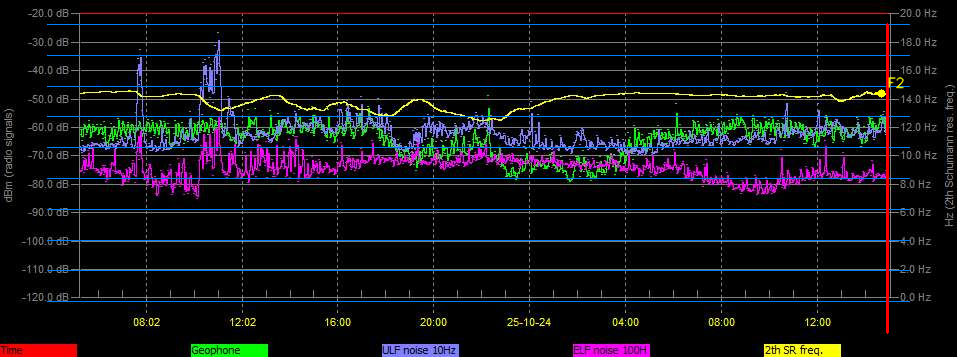 -20.0 dB
20.0 Hz
-30.0 dB
18.0 Hz
-40.0 dB
16.0 Hz
F2
-50.0 dB
14.0 Hz
-60.0 dB
12.0 Hz
-70.0 dB
10.0 Hz
-80.0 dB
8.0 Hz
-90.0 dB
6.0 Hz
-100.0 dB
4.0 Hz
-110.0 dB
2.0 Hz
-120.0 dB
0.0 Hz
dBm (radio signals)
Hz (2th Schumann res. freq.)
08:02 12:02 16:00 20:00 25-10-24 04:00 08:00 12:00
Time Geophone ULF noise 10Hz ELF noise 100H 2th SR freq.